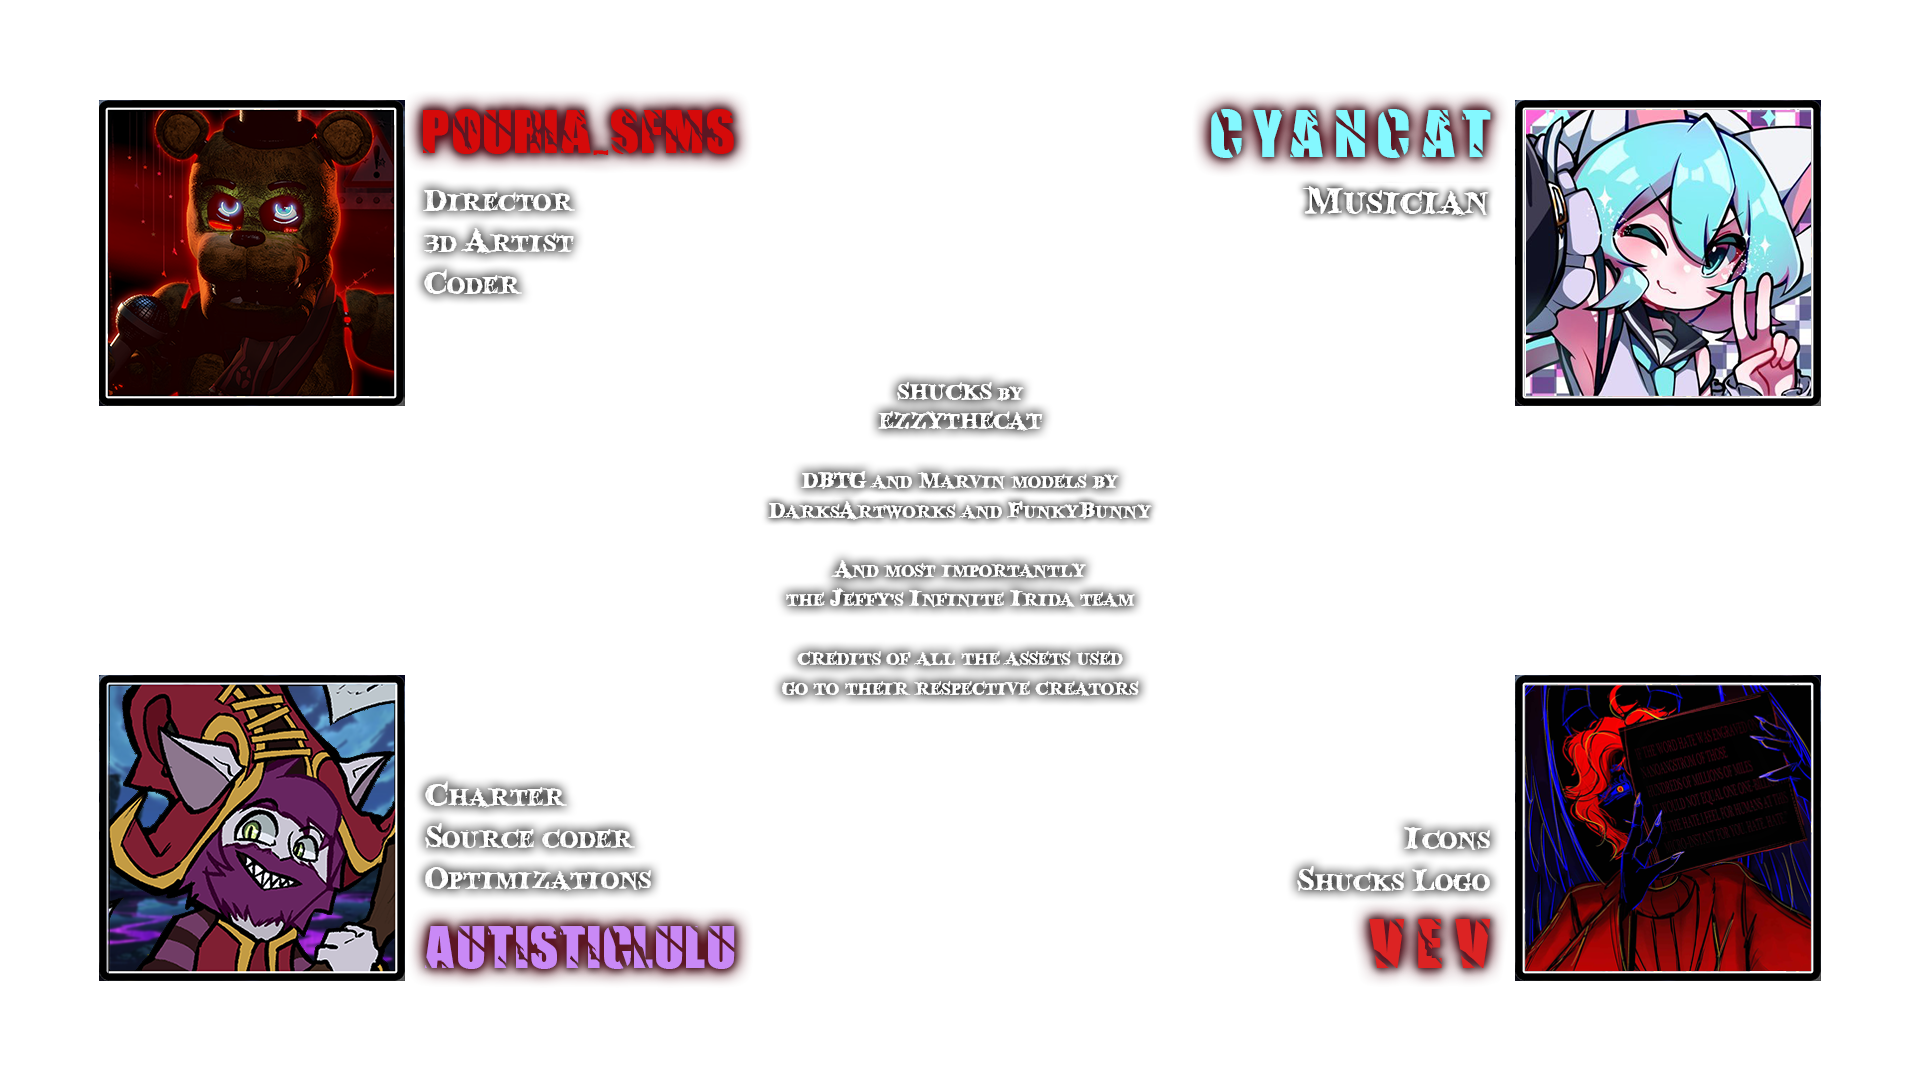 POURIA_SFMS
Director
3d Artist
Coder
CYANCAT
Musician
SHUCKS by
EZZYTHECAT
DBTG and Marvin models by
DarksArtworks and FunkyBunny
And most importantly
the Jeffy's Infinite Irida team
credits of all the assets used
go to their respective creators
Charter
Source coder
Optimizations
AUTISTICLULU
Icons
Shucks Logo
VEV